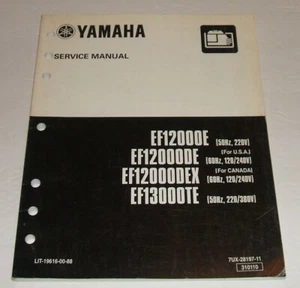 YAMAHA
SERVICE MANUAL
EF12000E (50Hz, 220V)
(For U.S.A.)
EF12000DE (60Hz, 120/240V)
(For CANADA)
EF12000DEX (60Hz, 120/240V)
EF13000TE (50Hz, 220/380V)
LIT-19616-00-88
7UX-28197-11
310110